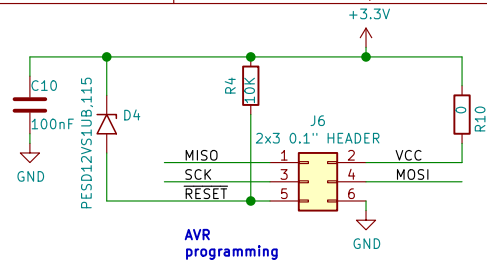 +3.3V
C10
100nF
GND
PESD12VS1UB,115
D4
R4
10K
J6
2x3 0.1" HEADER
0
R10
MISO
1
2
VCC
SCK
3
4
MOSI
RESET
5
6
GND
AVR
programming